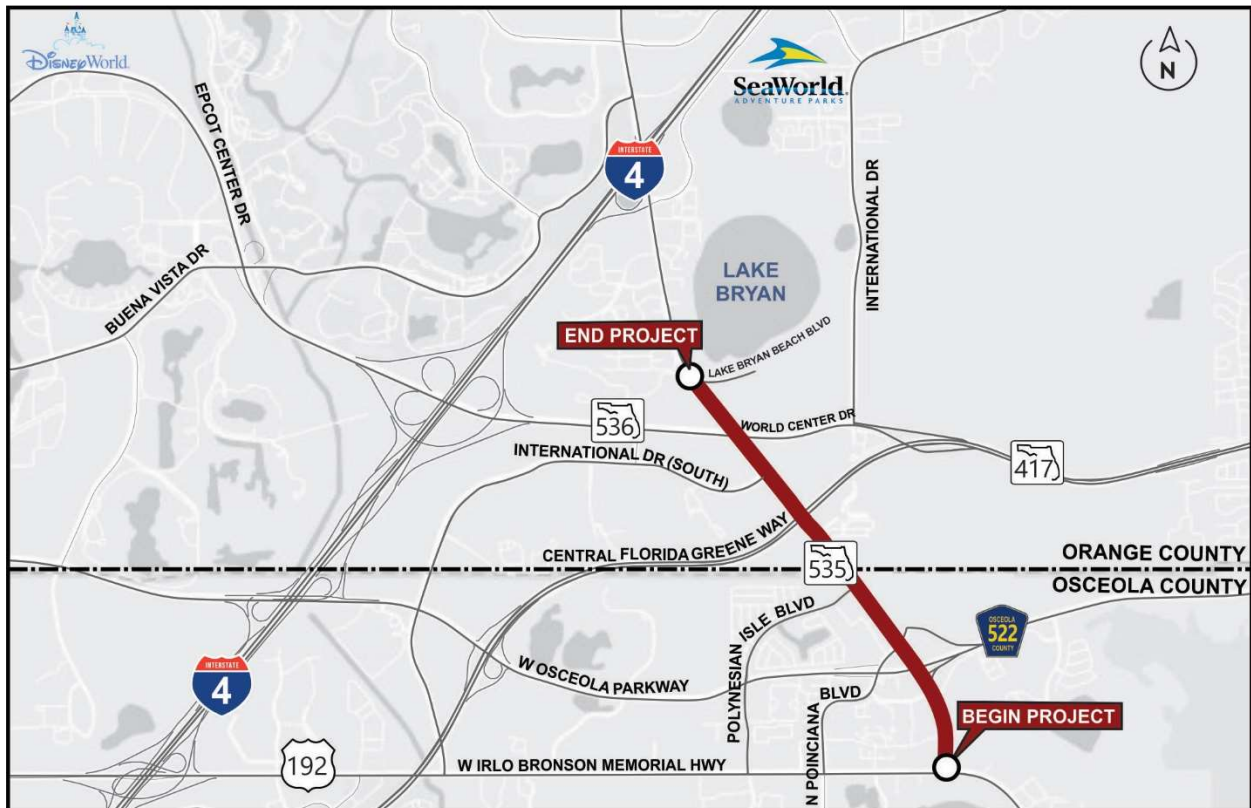 DISNEY World.
SeaWorld®
ADVENTURE PARKS
N
EPCOT CENTER DR
INTERSTATE
4
INTERNATIONAL DR
BUENA VISTA DR
LAKE
BRYAN
END PROJECT
LAKE BRYAN BEACH BLVD
536
WORLD CENTER DR
INTERNATIONAL DR (SOUTH)
417
CENTRAL FLORIDA GREENE WAY
535
ORANGE COUNTY
OSCEOLA COUNTY
POLYNESIAN ISLE BLVD
OSCEOLA
522
COUNTY
INTERSTATE
4
W OSCEOLA PARKWAY
N POINCIANA BLVD
BEGIN PROJECT
192
W IRLO BRONSON MEMORIAL HWY